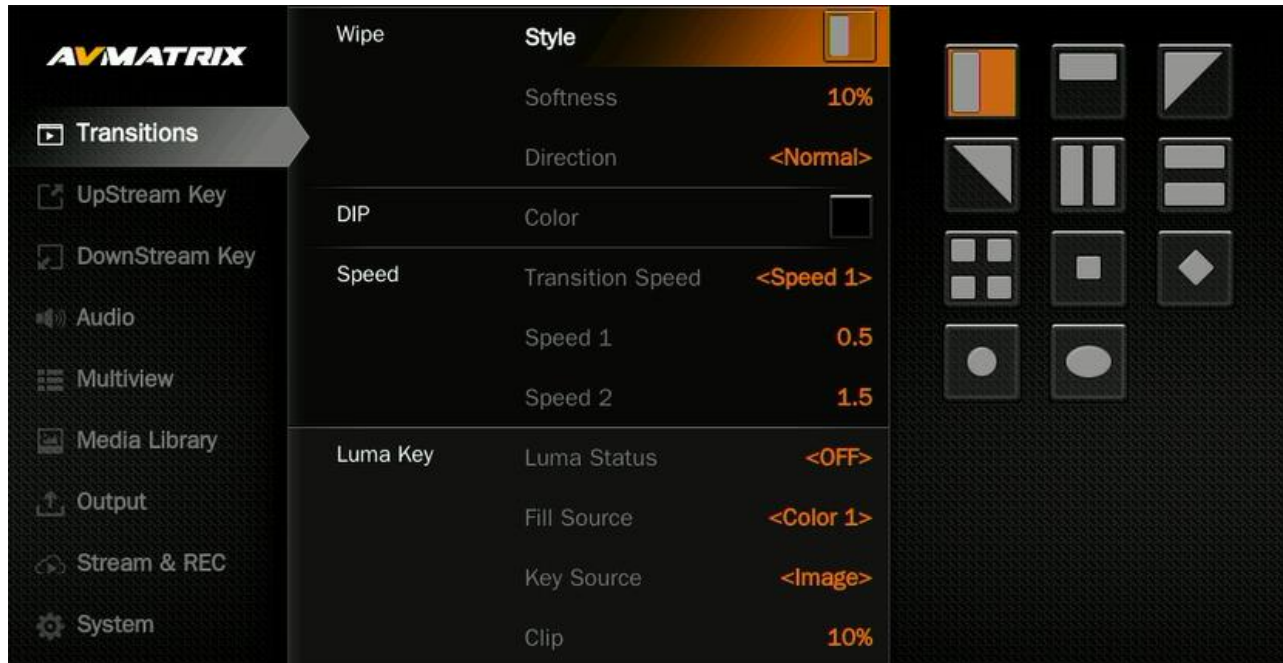 AVMATRIX
Transitions
UpStream Key
DownStream Key
Audio
Multiview
Media Library
Output
Stream & REC
System
Wipe Style
Softness 10%
Direction <Normal>
DIP Color
Speed Transition Speed <Speed 1>
Speed 1 0.5
Speed 2 1.5
Luma Key Luma Status <OFF>
Fill Source <Color 1>
Key Source <Image>
Clip 10%